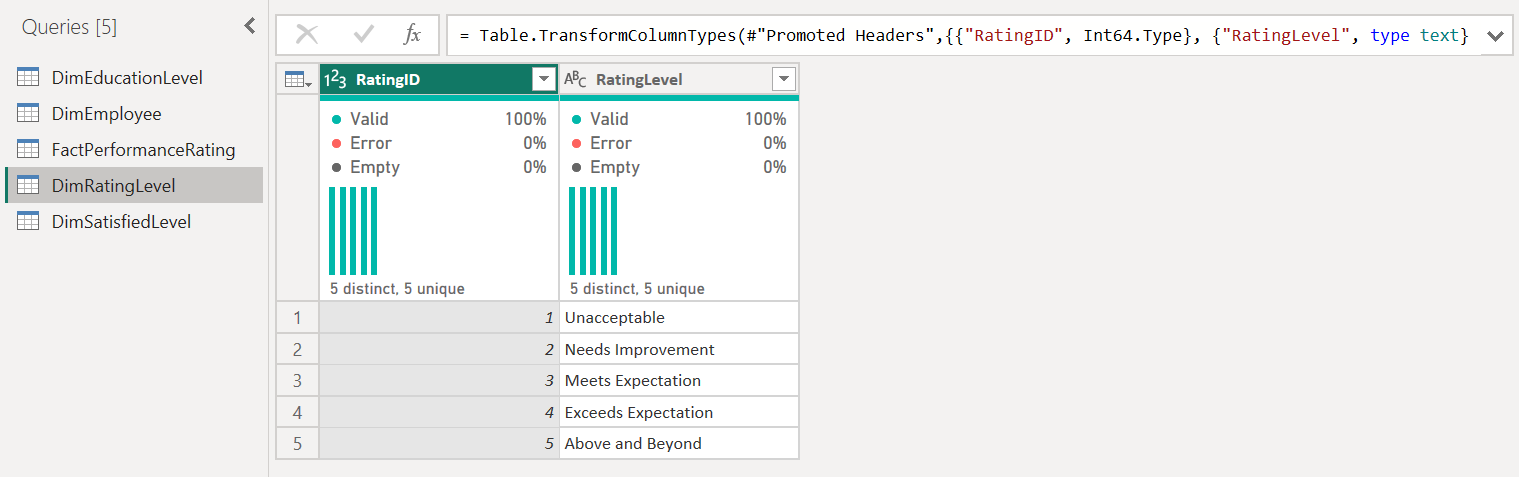 Queries [5]
DimEducationLevel
DimEmployee
FactPerformanceRating
DimRatingLevel
DimSatisfiedLevel
fx
= Table.TransformColumnTypes(#"Promoted Headers",{{"RatingID", Int64.Type}, {"RatingLevel", type text}
123 RatingID ABC RatingLevel
Valid 100% Valid 100%
Error 0% Error 0%
Empty 0% Empty 0%
5 distinct, 5 unique 5 distinct, 5 unique
1 1 Unacceptable
2 2 Needs Improvement
3 3 Meets Expectation
4 4 Exceeds Expectation
5 5 Above and Beyond